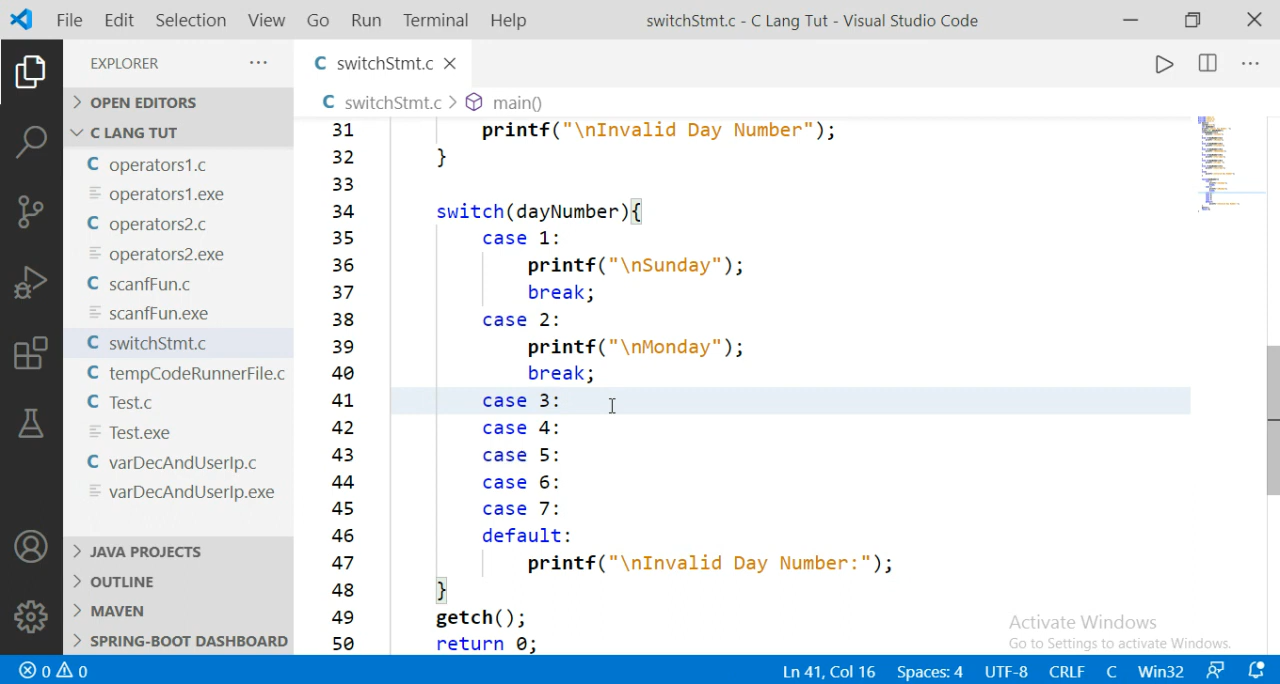 File Edit Selection View Go Run Terminal Help switchStmt.c - C Lang Tut - Visual Studio Code
EXPLORER ···
C switchStmt.c
OPEN EDITORS
C switchStmt.c > main()
C LANG TUT
C operators1.c
operators1.exe
C operators2.c
operators2.exe
C scanfFun.c
scanfFun.exe
C switchStmt.c
C tempCodeRunnerFile.c
C Test.c
Test.exe
C varDecAndUserIp.c
varDecAndUserIp.exe
JAVA PROJECTS
OUTLINE
MAVEN
SPRING-BOOT DASHBOARD
31 printf("\nInvalid Day Number");
32 }
33
34 switch(dayNumber){
35 case 1:
36 printf("\nSunday");
37 break;
38 case 2:
39 printf("\nMonday");
40 break;
41 case 3:
42 case 4:
43 case 5:
44 case 6:
45 case 7:
46 default:
47 printf("\nInvalid Day Number:");
48 }
49 getch();
50 return 0;
Activate Windows
Go to Settings to activate Windows.
0 0 Ln 41, Col 16 Spaces: 4 UTF-8 CRLF C Win32